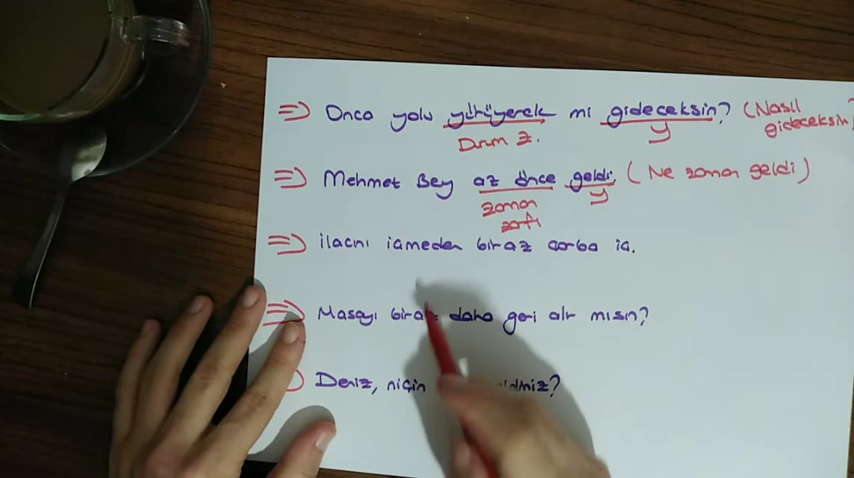 ⇒ Onca yolu yürüyerek mi gideceksin? (Nasıl gideceksin?
Durum Z. Y
⇒ Mehmet Bey az önce geldi. (Ne zaman geldi)
zaman zarfı Y
⇒ ilacnı içmeden biraz çorba iç.
⇒ Masayı biraz daha geri alır mısın?
Deniz, niçin